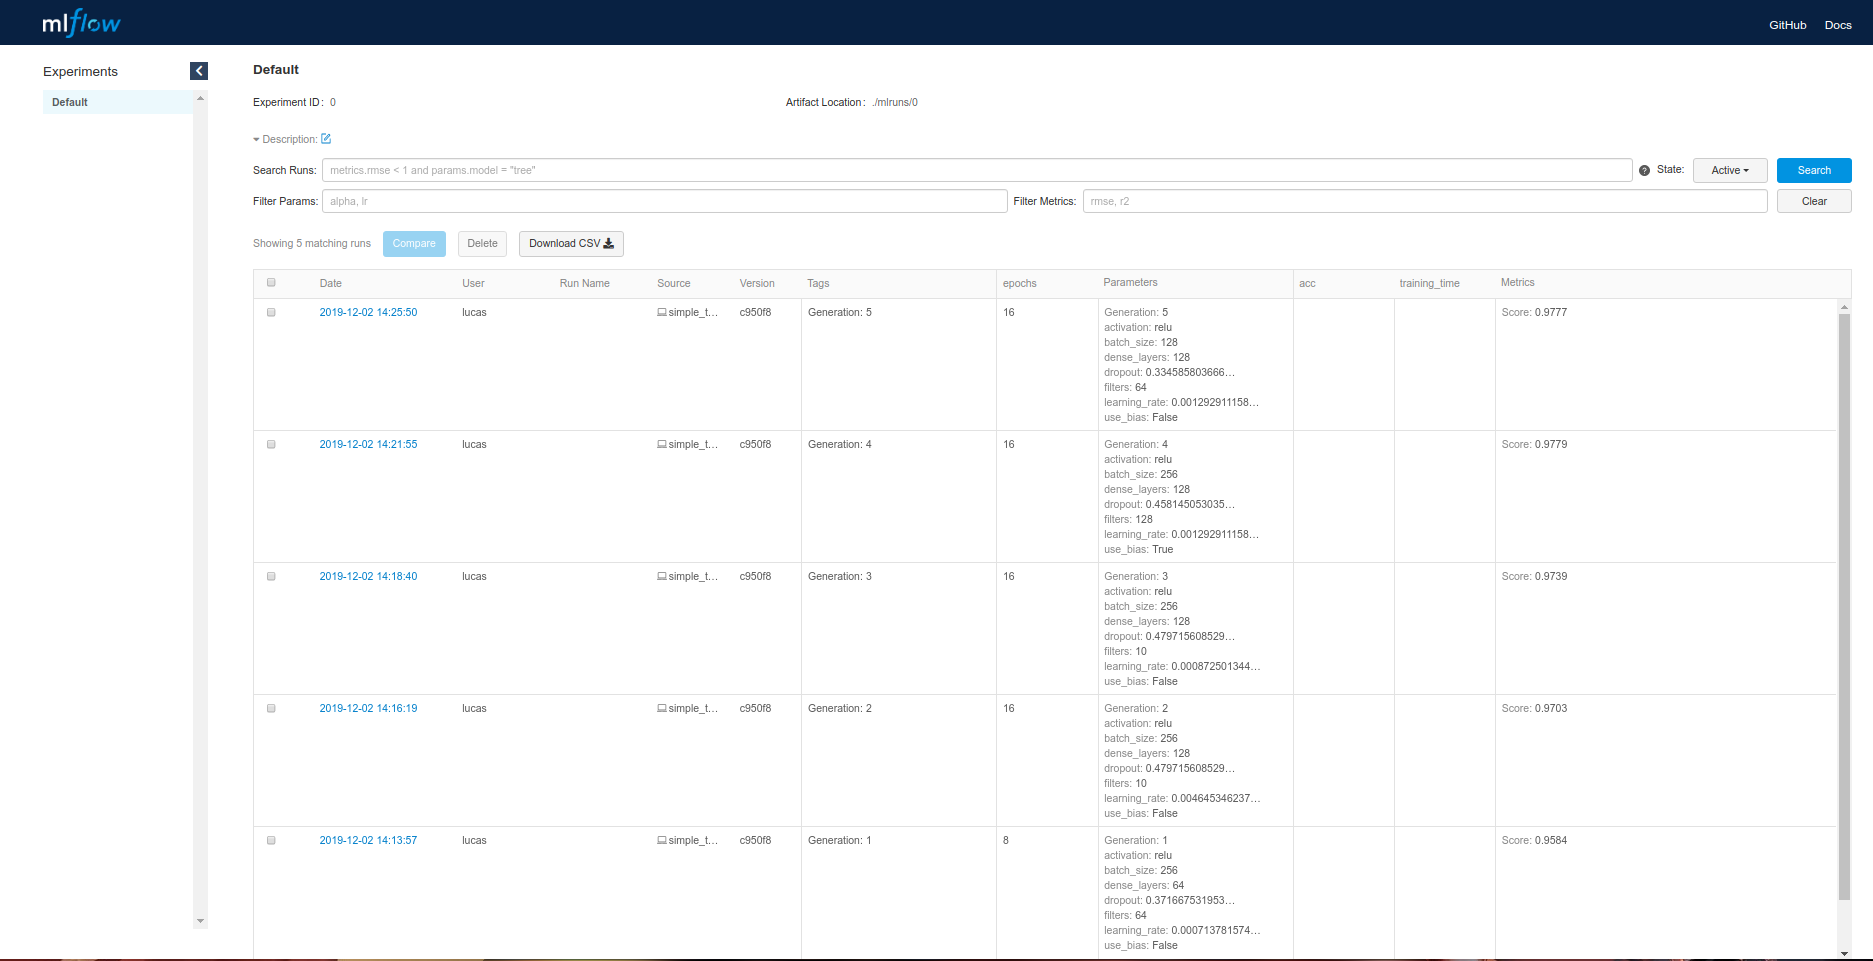 mlflow
GitHub Docs
Experiments
Default
Default
Experiment ID: 0 Artifact Location: ./mlruns/0
Description:
Search Runs: metrics.rmse < 1 and params.model = "tree" ? State: Active Search
Filter Params: alpha, lr Filter Metrics: rmse, r2 Clear
Showing 5 matching runs Compare Delete Download CSV
Date User Run Name Source Version Tags epochs Parameters acc training_time Metrics
2019-12-02 14:25:50 lucas simple_t... c950f8 Generation: 5 16 Generation: 5 Score: 0.9777
activation: relu
batch_size: 128
dense_layers: 128
dropout: 0.334585803666...
filters: 64
learning_rate: 0.001292911158...
use_bias: False
2019-12-02 14:21:55 lucas simple_t... c950f8 Generation: 4 16 Generation: 4 Score: 0.9779
activation: relu
batch_size: 256
dense_layers: 128
dropout: 0.458145053035...
filters: 128
learning_rate: 0.001292911158...
use_bias: True
2019-12-02 14:18:40 lucas simple_t... c950f8 Generation: 3 16 Generation: 3 Score: 0.9739
activation: relu
batch_size: 256
dense_layers: 128
dropout: 0.479715608529...
filters: 10
learning_rate: 0.000872501344...
use_bias: False
2019-12-02 14:16:19 lucas simple_t... c950f8 Generation: 2 16 Generation: 2 Score: 0.9703
activation: relu
batch_size: 256
dense_layers: 128
dropout: 0.479715608529...
filters: 10
learning_rate: 0.004645346237...
use_bias: False
2019-12-02 14:13:57 lucas simple_t... c950f8 Generation: 1 8 Generation: 1 Score: 0.9584
activation: relu
batch_size: 256
dense_layers: 64
dropout: 0.371667531953...
filters: 64
learning_rate: 0.000713781574...
use_bias: False